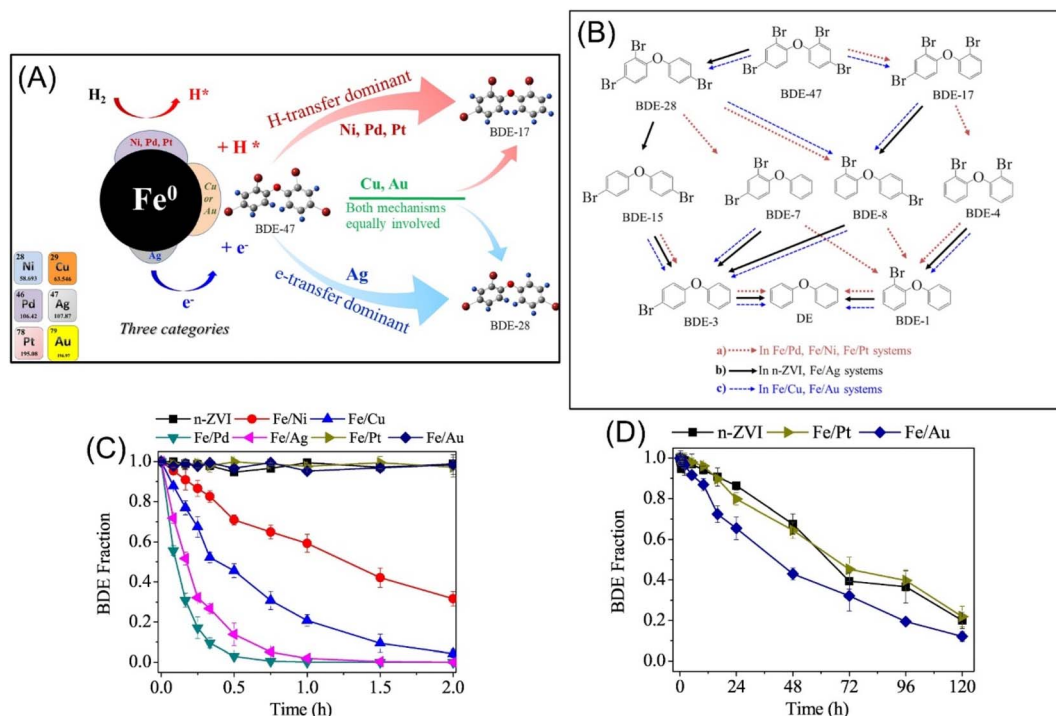 (A)
H₂
H*
Ni, Pd, Pt
Fe⁰
Cu
or
Au
Ag
e⁻
+ H *
+ e⁻
BDE-47
H-transfer dominant
Ni, Pd, Pt
Cu, Au
Both mechanisms
equally involved
Ag
e-transfer dominant
BDE-17
BDE-28
28
Ni
58.693
29
Cu
63.546
46
Pd
106.42
47
Ag
107.87
78
Pt
195.08
79
Au
196.97
Three categories
(B)
Br Br Br O Br
Br O Br Br Br
Br O Br Br
BDE-28
BDE-47
BDE-17
Br O Br
Br O
Br O Br
Br O Br
BDE-15
BDE-7
BDE-8
BDE-4
Br O
O
Br O
BDE-3
DE
BDE-1
a) In Fe/Pd, Fe/Ni, Fe/Pt systems
b) In n-ZVI, Fe/Ag systems
c) In Fe/Cu, Fe/Au systems
n-ZVI Fe/Ni Fe/Cu
Fe/Pd Fe/Ag Fe/Pt Fe/Au
(C)
BDE Fraction
1.0
0.8
0.6
0.4
0.2
0.0
0.0 0.5 1.0 1.5 2.0
Time (h)
(D)
n-ZVI Fe/Pt Fe/Au
BDE Fraction
1.0
0.8
0.6
0.4
0.2
0.0
0 24 48 72 96 120
Time (h)